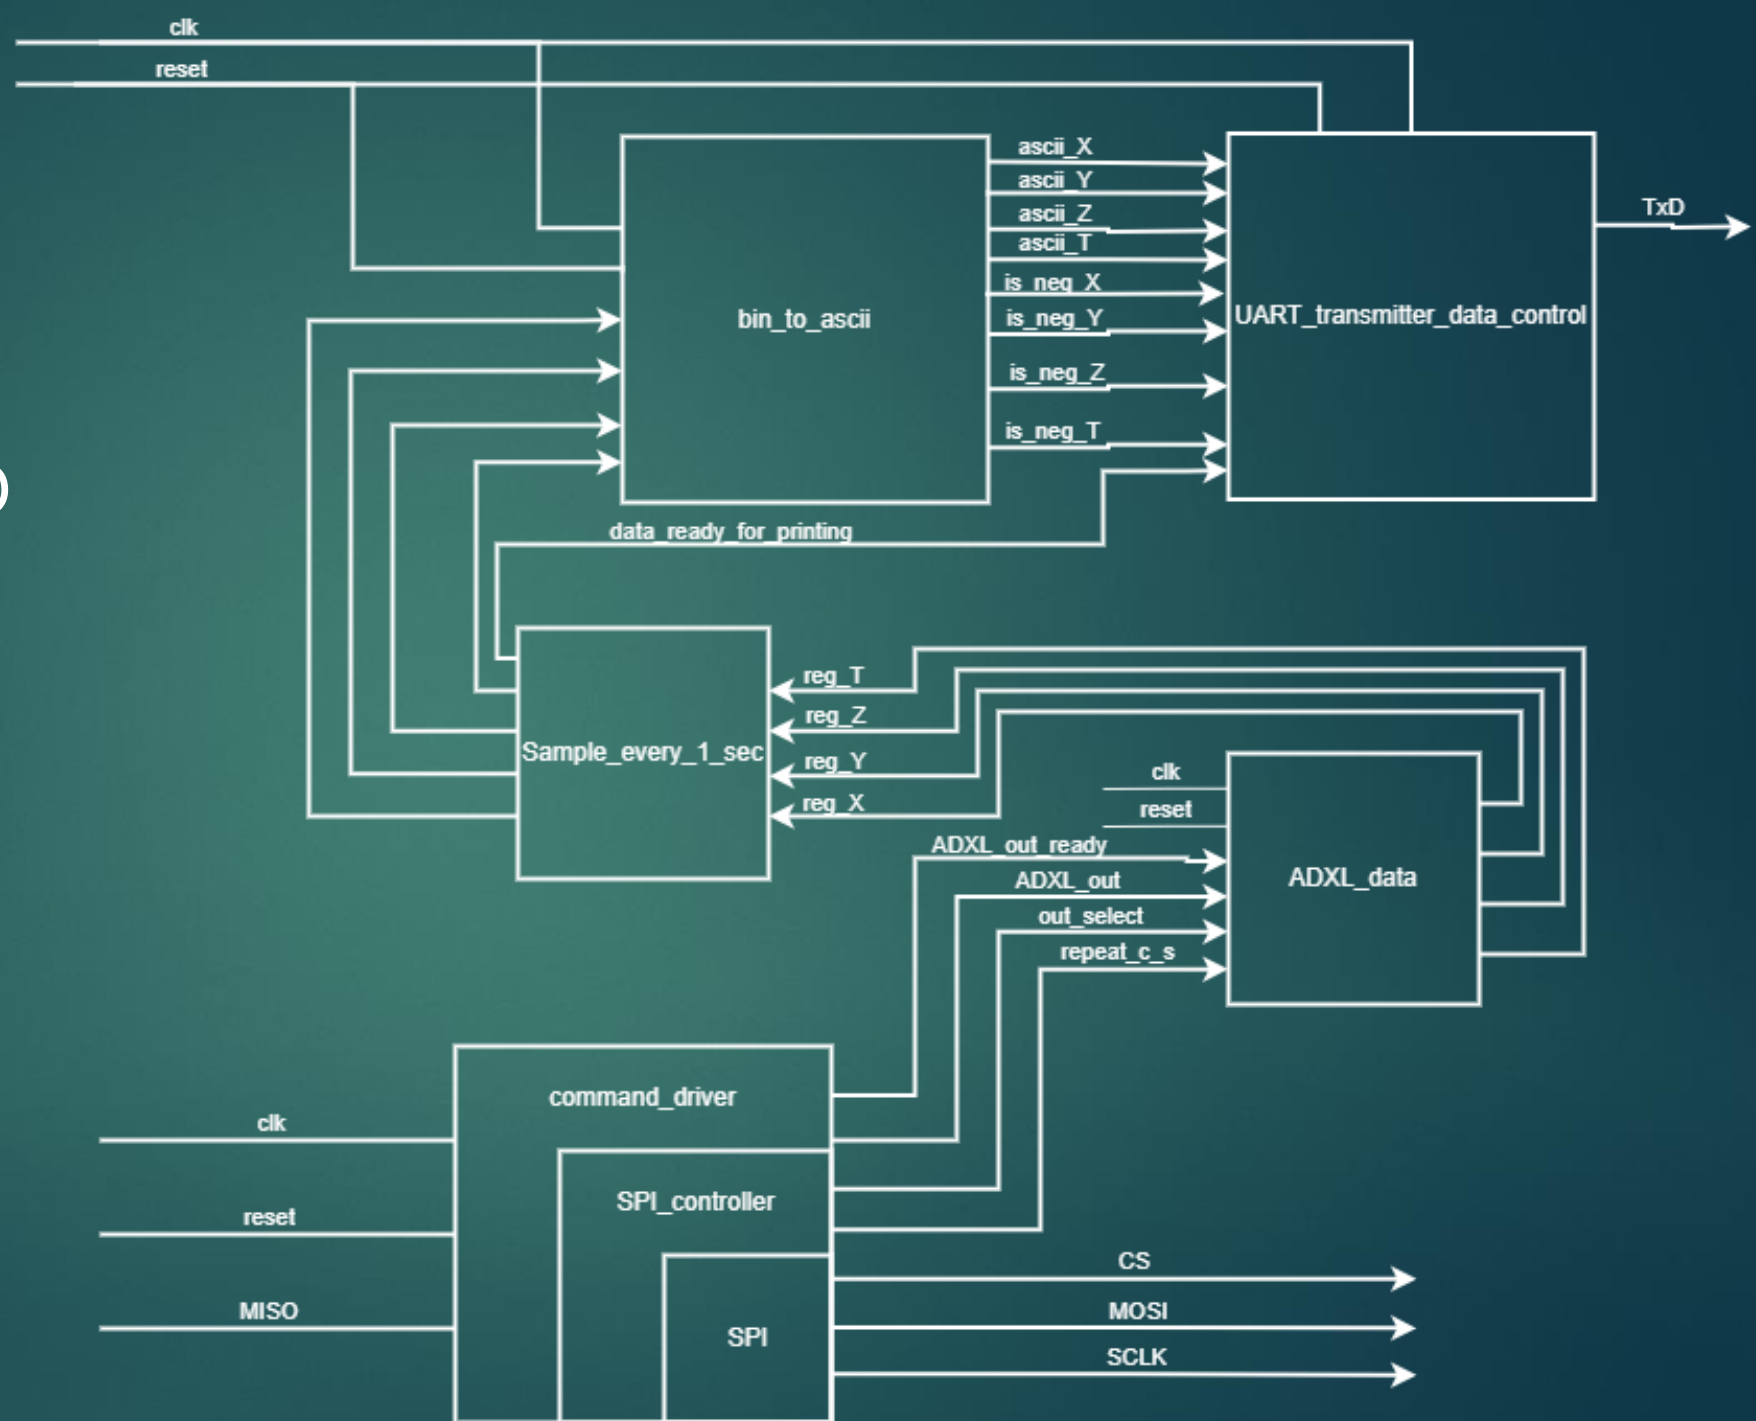 clk
reset
ascii_X
ascii_Y
ascii_Z
ascii_T
is_neg_X
is_neg_Y
is_neg_Z
is_neg_T
bin_to_ascii
UART_transmitter_data_control
TxD
data_ready_for_printing
Sample_every_1_sec
reg_T
reg_Z
reg_Y
reg_X
clk
reset
ADXL_out_ready
ADXL_out
out_select
repeat_c_s
ADXL_data
command_driver
SPI_controller
SPI
clk
reset
MISO
CS
MOSI
SCLK